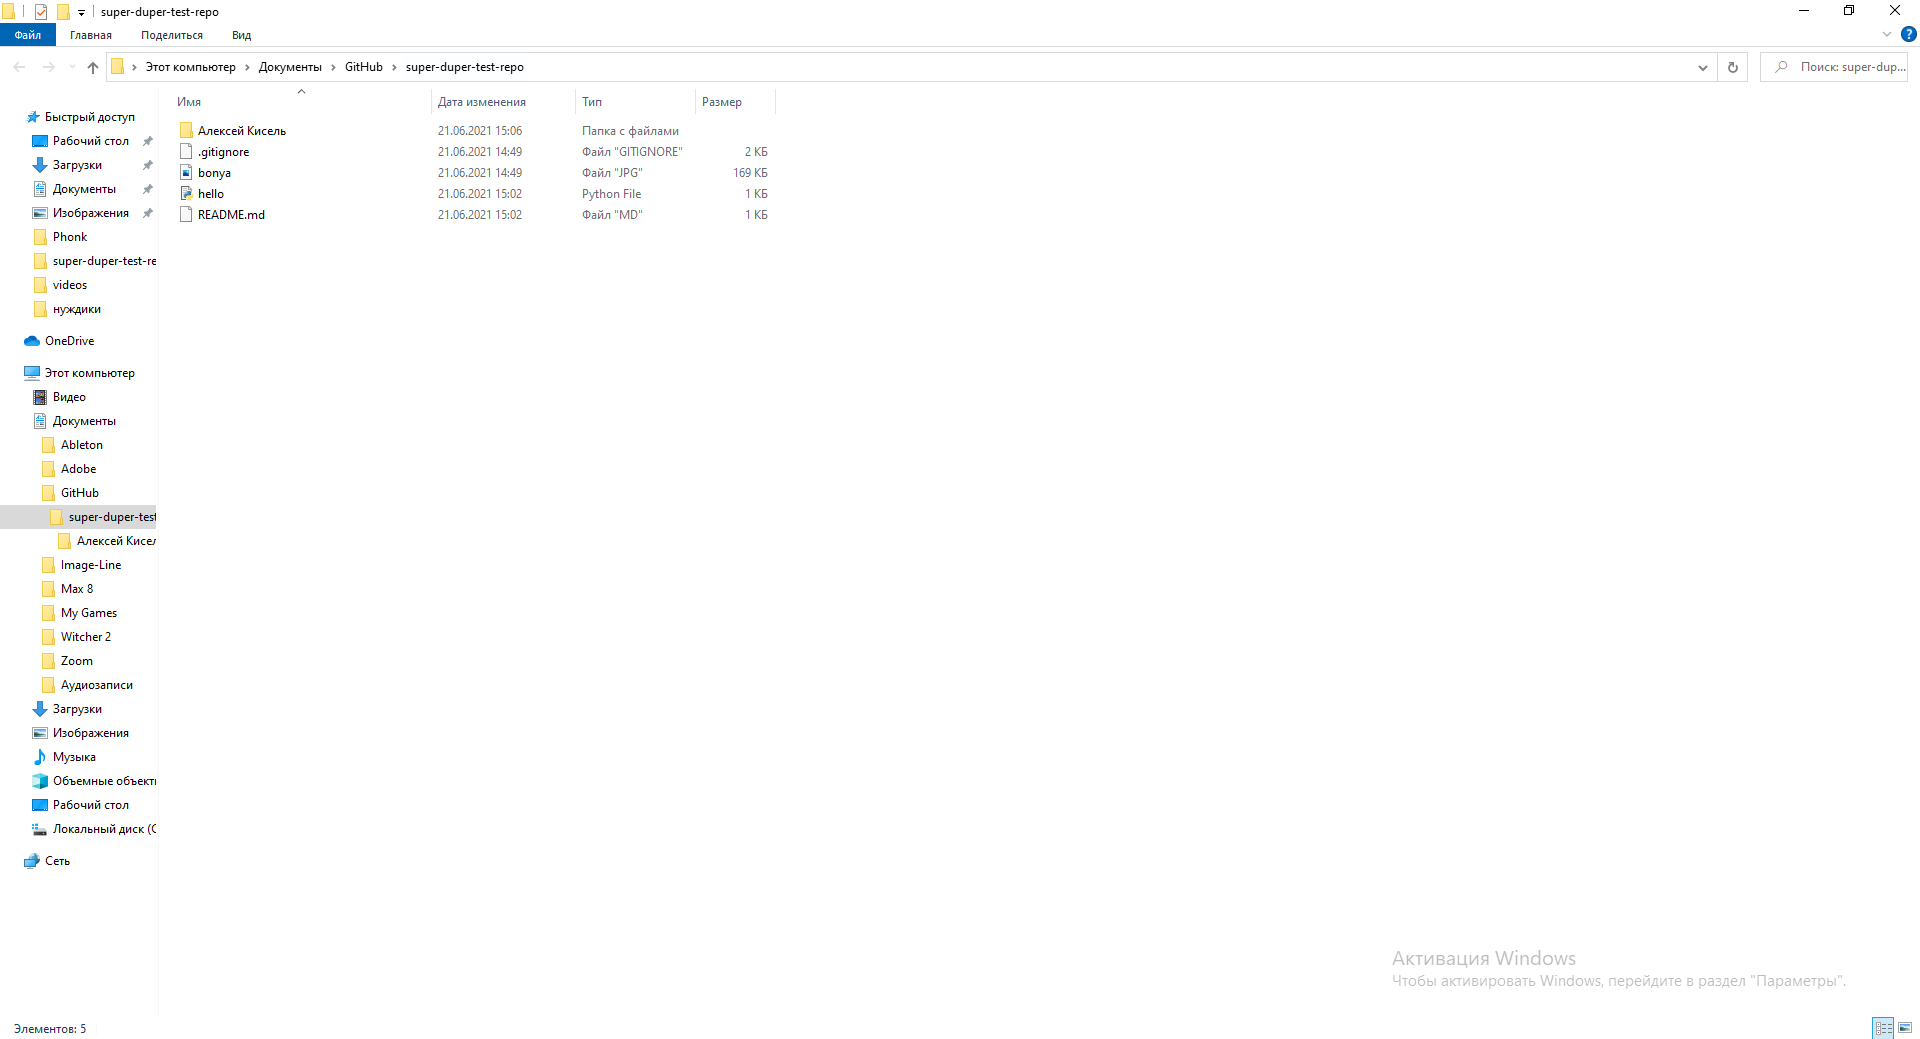 super-duper-test-repo
Файл Главная Поделиться Вид
Этот компьютер Документы GitHub super-duper-test-repo Поиск: super-dup...
Имя Дата изменения Тип Размер
Алексей Кисель 21.06.2021 15:06 Папка с файлами
.gitignore 21.06.2021 14:49 Файл "GITIGNORE" 2 КБ
bonya 21.06.2021 14:49 Файл "JPG" 169 КБ
hello 21.06.2021 15:02 Python File 1 КБ
README.md 21.06.2021 15:02 Файл "MD" 1 КБ
Быстрый доступ
Рабочий стол
Загрузки
Документы
Изображения
Phonk
super-duper-test-re
videos
нуждики
OneDrive
Этот компьютер
Видео
Документы
Ableton
Adobe
GitHub
super-duper-test
Алексей Кисел
Image-Line
Max 8
My Games
Witcher 2
Zoom
Аудиозаписи
Загрузки
Изображения
Музыка
Объемные объекты
Рабочий стол
Локальный диск (C
Сеть
Активация Windows
Чтобы активировать Windows, перейдите в раздел "Параметры".
Элементов: 5